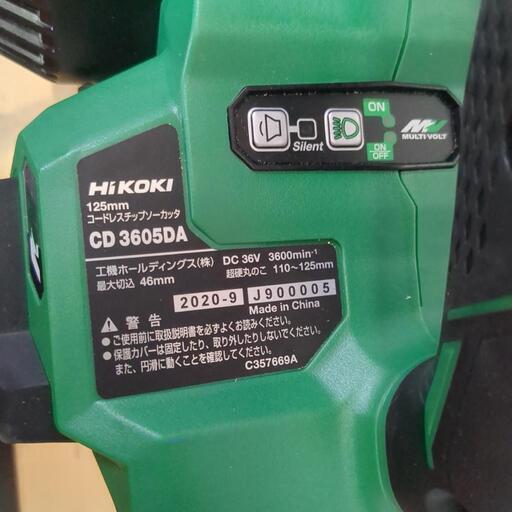 ON
Silent
ON
OFF
MV
MULTI VOLT
HiKOKI
125mm
コードレスチップソーカッタ
CD 3605DA
工機ホールディングス(株) DC 36V 3600min⁻¹
最大切込 46mm 超硬丸のこ 110~125mm
2020-9 J900005
Made in China
⚠ 警告
●ご使用前に取扱説明書を必ずよくお読みください。
●保護カバーは固定したり、取り外したりしないでください。
また、円滑に動くことを確認してください。
C357669A